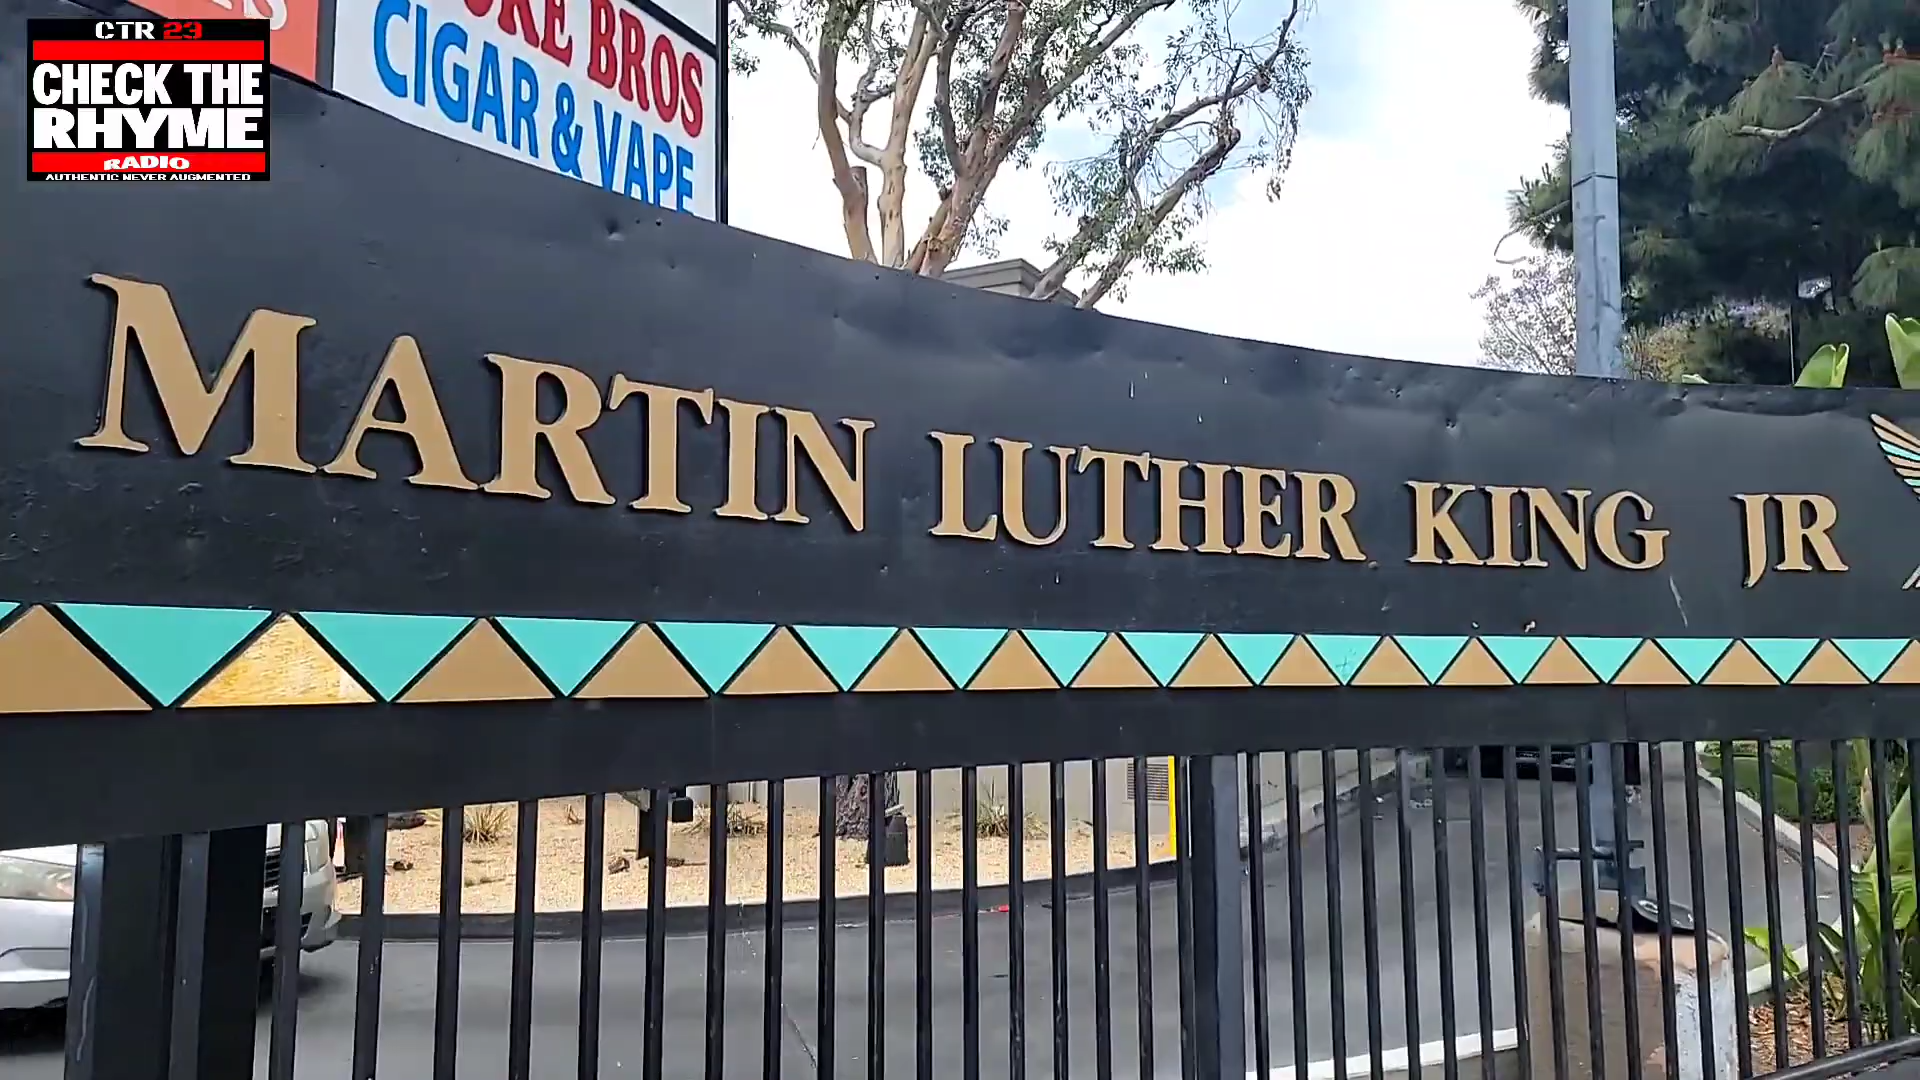 CTR 23
CHECK THE
RHYME
RADIO
AUTHENTIC NEVER AUGMENTED
BROS
CIGAR & VAPE
MARTIN LUTHER KING JR